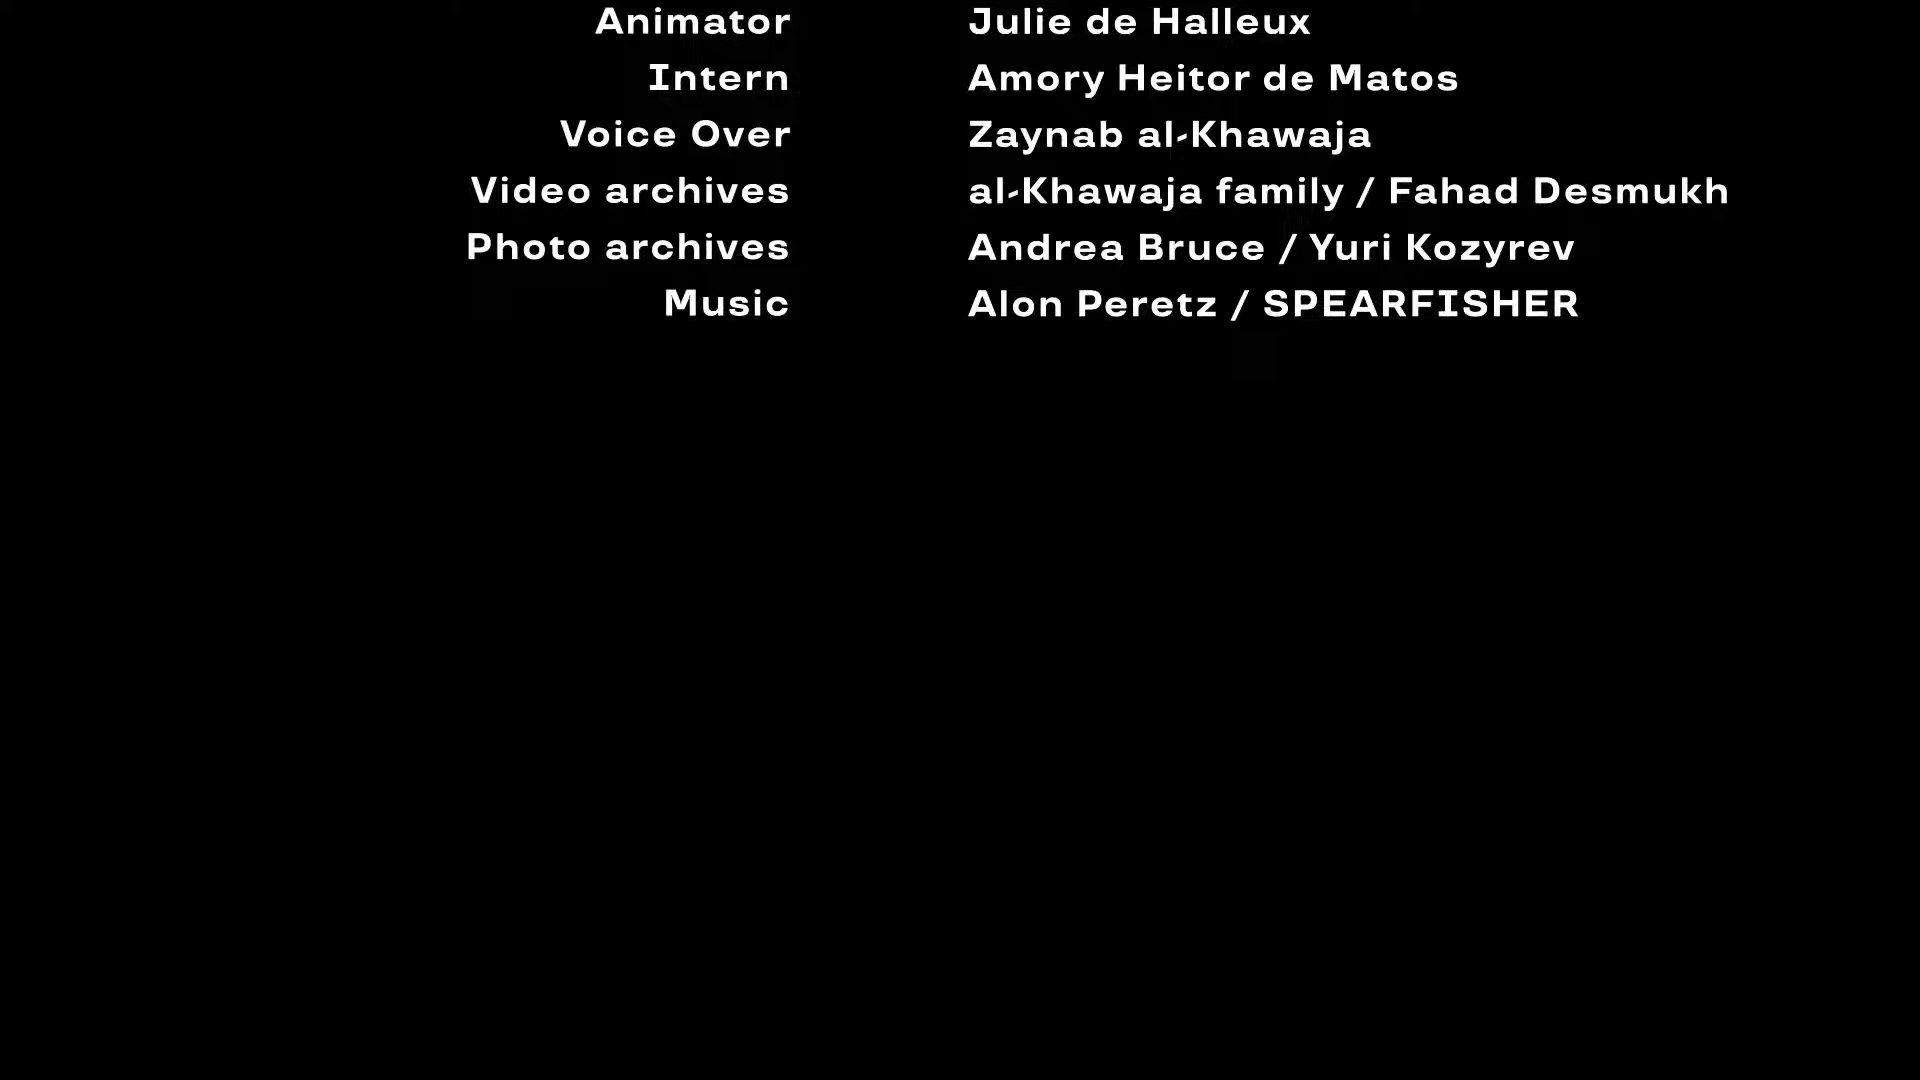 Animator Julie de Halleux
Intern Amory Heitor de Matos
Voice Over Zaynab al-Khawaja
Video archives al-Khawaja family / Fahad Desmukh
Photo archives Andrea Bruce / Yuri Kozyrev
Music Alon Peretz / SPEARFISHER